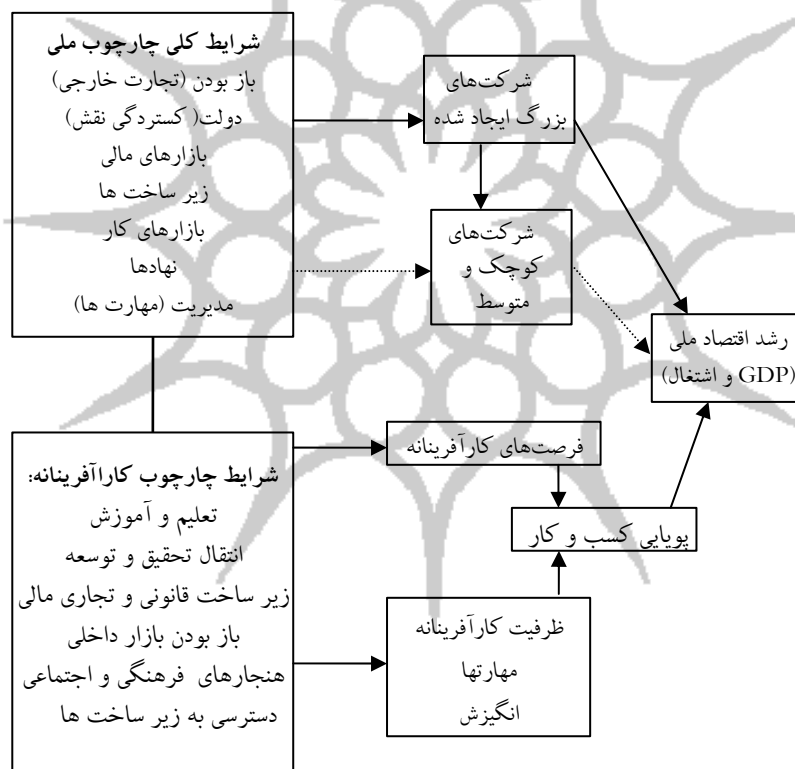 شرایط کلی چارچوب ملی
باز بودن (تجارت خارجی)
دولت( کستردگی نقش)
بازارهای مالی
زیر ساخت ها
بازارهای کار
نهادها
مدیریت (مهارت ها)
شرکت‌های
بزرگ ایجاد شده
شرکت‌های
کوچک و
متوسط
رشد اقتصاد ملی
(GDP و اشتغال)
شرایط چارچوب کاراآفرینانه:
تعلیم و آموزش
انتقال تحقیق و توسعه
زیر ساخت قانونی و تجاری مالی
باز بودن بازار داخلی
هنجارهای فرهنگی و اجتماعی
دسترسی به زیر ساخت ها
فرصت‌های کارآفرینانه
پویایی کسب و کار
ظرفیت کارآفرینانه
مهارتها
انگیزش